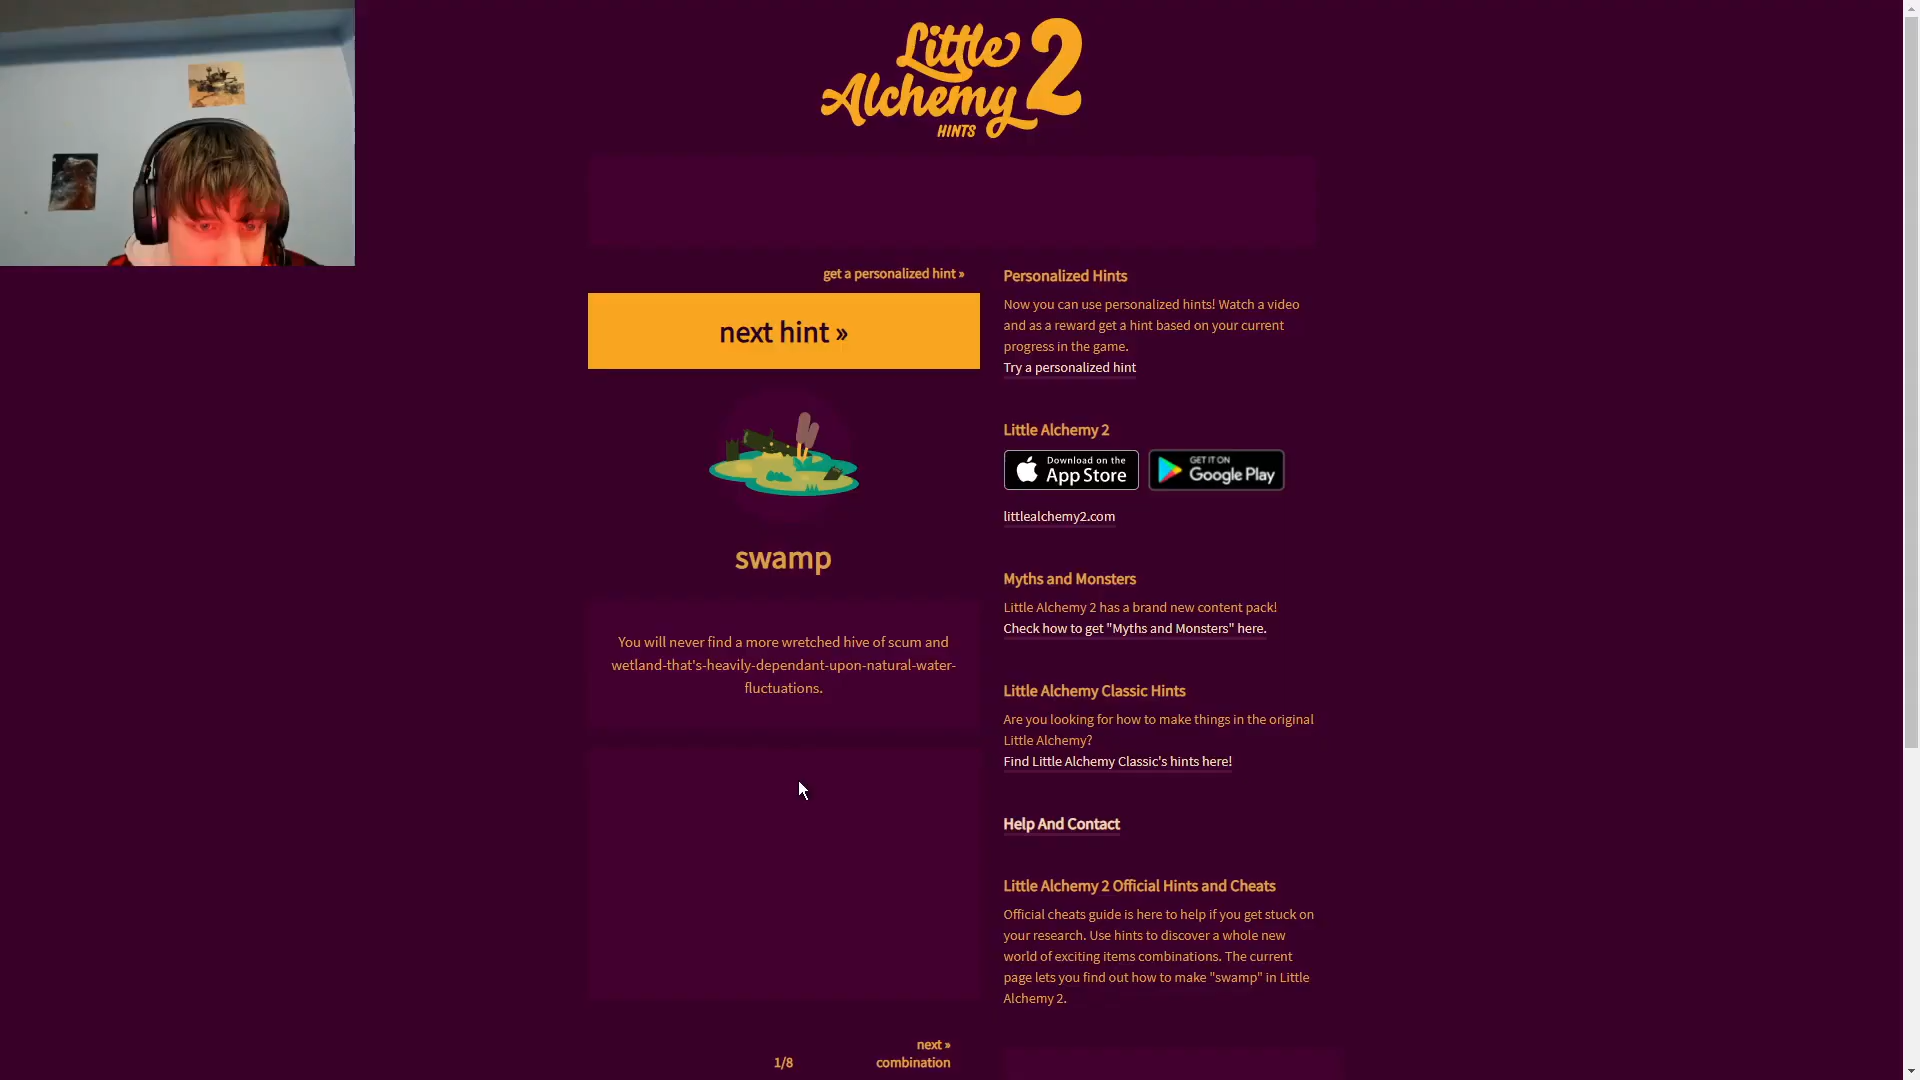 Little
Alchemy 2
HINTS
get a personalized hint »
next hint »
swamp
You will never find a more wretched hive of scum and
wetland-that's-heavily-dependant-upon-natural-water-
fluctuations.
next »
1/8
combination
Personalized Hints
Now you can use personalized hints! Watch a video
and as a reward get a hint based on your current
progress in the game.
Try a personalized hint
Little Alchemy 2
Download on the
App Store
GET IT ON
Google Play
littlealchemy2.com
Myths and Monsters
Little Alchemy 2 has a brand new content pack!
Check how to get "Myths and Monsters" here.
Little Alchemy Classic Hints
Are you looking for how to make things in the original
Little Alchemy?
Find Little Alchemy Classic's hints here!
Help And Contact
Little Alchemy 2 Official Hints and Cheats
Official cheats guide is here to help if you get stuck on
your research. Use hints to discover a whole new
world of exciting items combinations. The current
page lets you find out how to make "swamp" in Little
Alchemy 2.